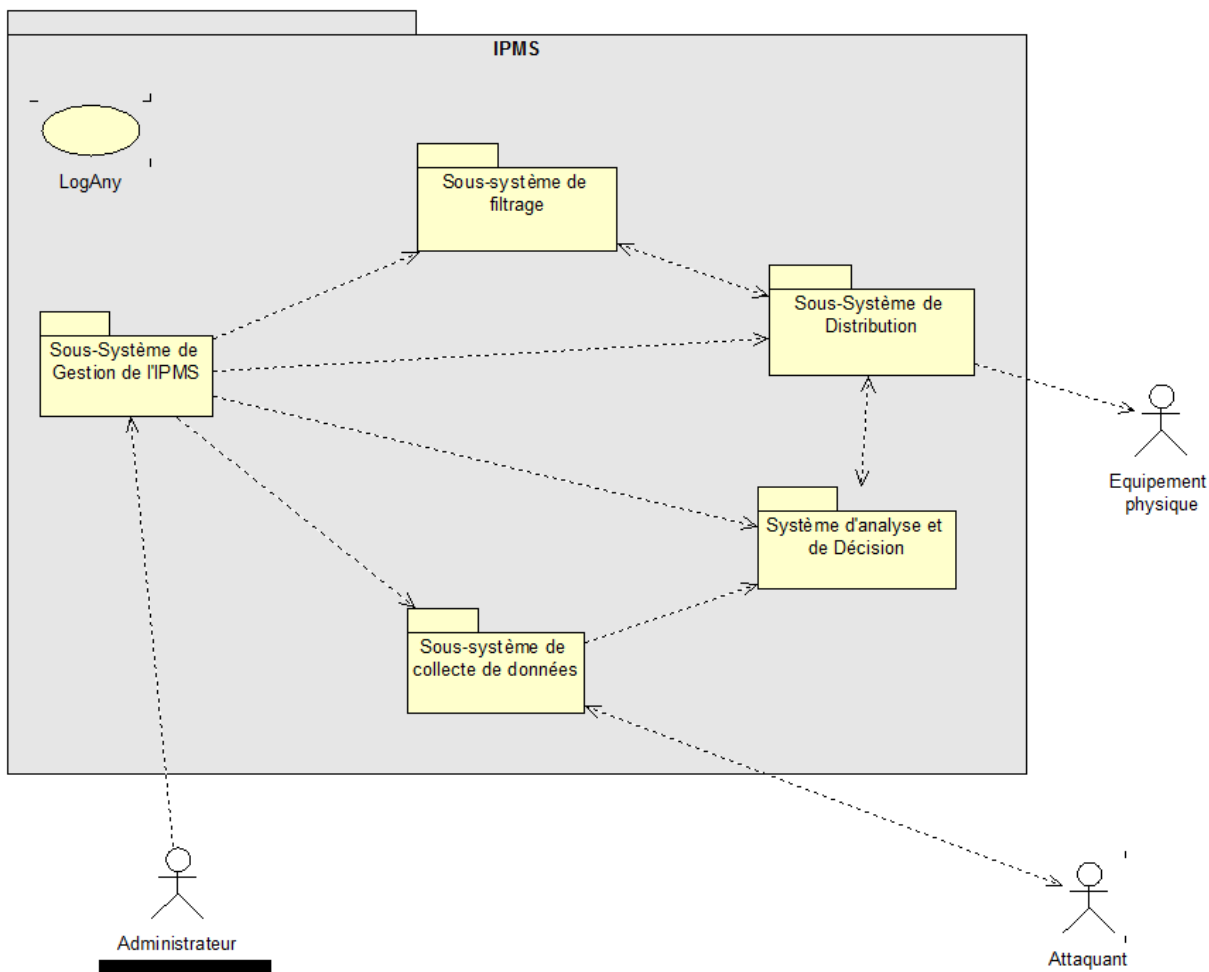 IPMS
LogAny
Sous-système de
filtrage
Sous-Système de
Distribution
Sous-Système de
Gestion de l'IPMS
Equipement
physique
Système d'analyse et
de Décision
Sous-système de
collecte de données
Administrateur
Attaquant